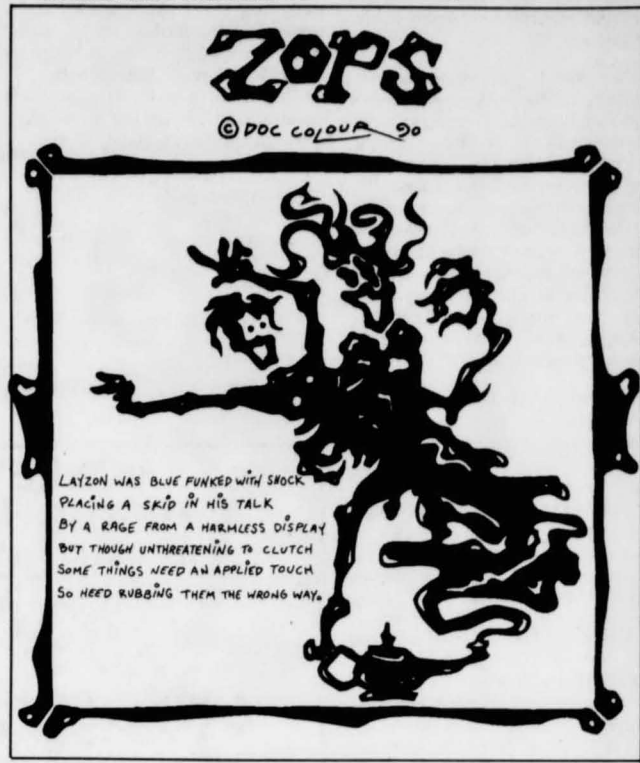 ZOPS
© DOC COLOUR 90
LAYZON WAS BLUE FUNKED WITH SHOCK
PLACING A SKID IN HIS TALK
BY A RAGE FROM A HARMLESS DISPLAY
BUT THOUGH UNTHREATENING TO CLUTCH
SOME THINGS NEED AN APPLIED TOUCH
SO HEED RUBBING THEM THE WRONG WAY.